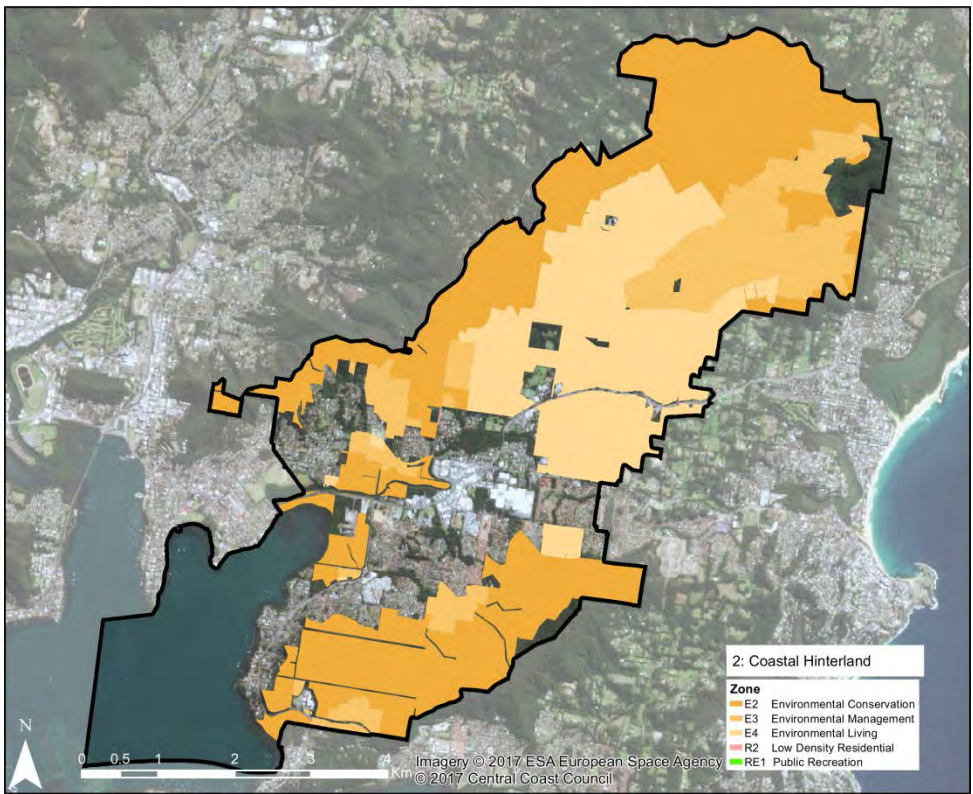 2: Coastal Hinterland
Zone
E2 Environmental Conservation
E3 Environmental Management
E4 Environmental Living
R2 Low Density Residential
RE1 Public Recreation
N
0 0.5 1 2 3 4
Km
Imagery © 2017 ESA European Space Agency
© 2017 Central Coast Council